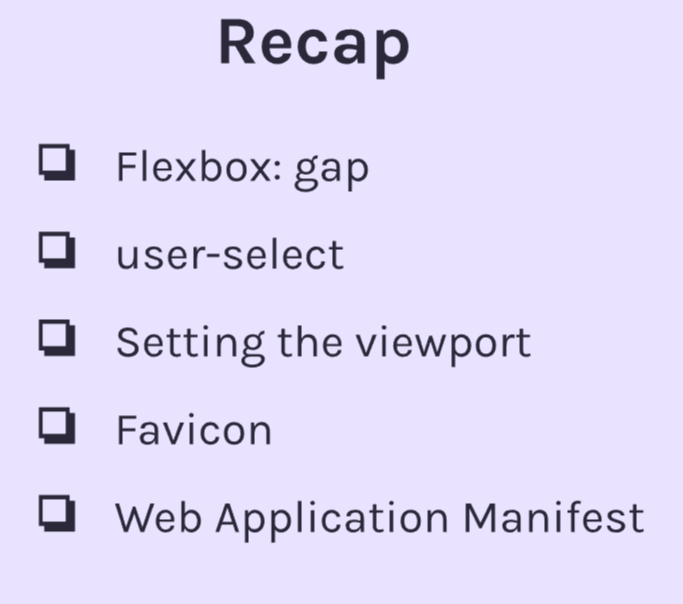 Recap
❏ Flexbox: gap
❏ user-select
❏ Setting the viewport
❏ Favicon
❏ Web Application Manifest